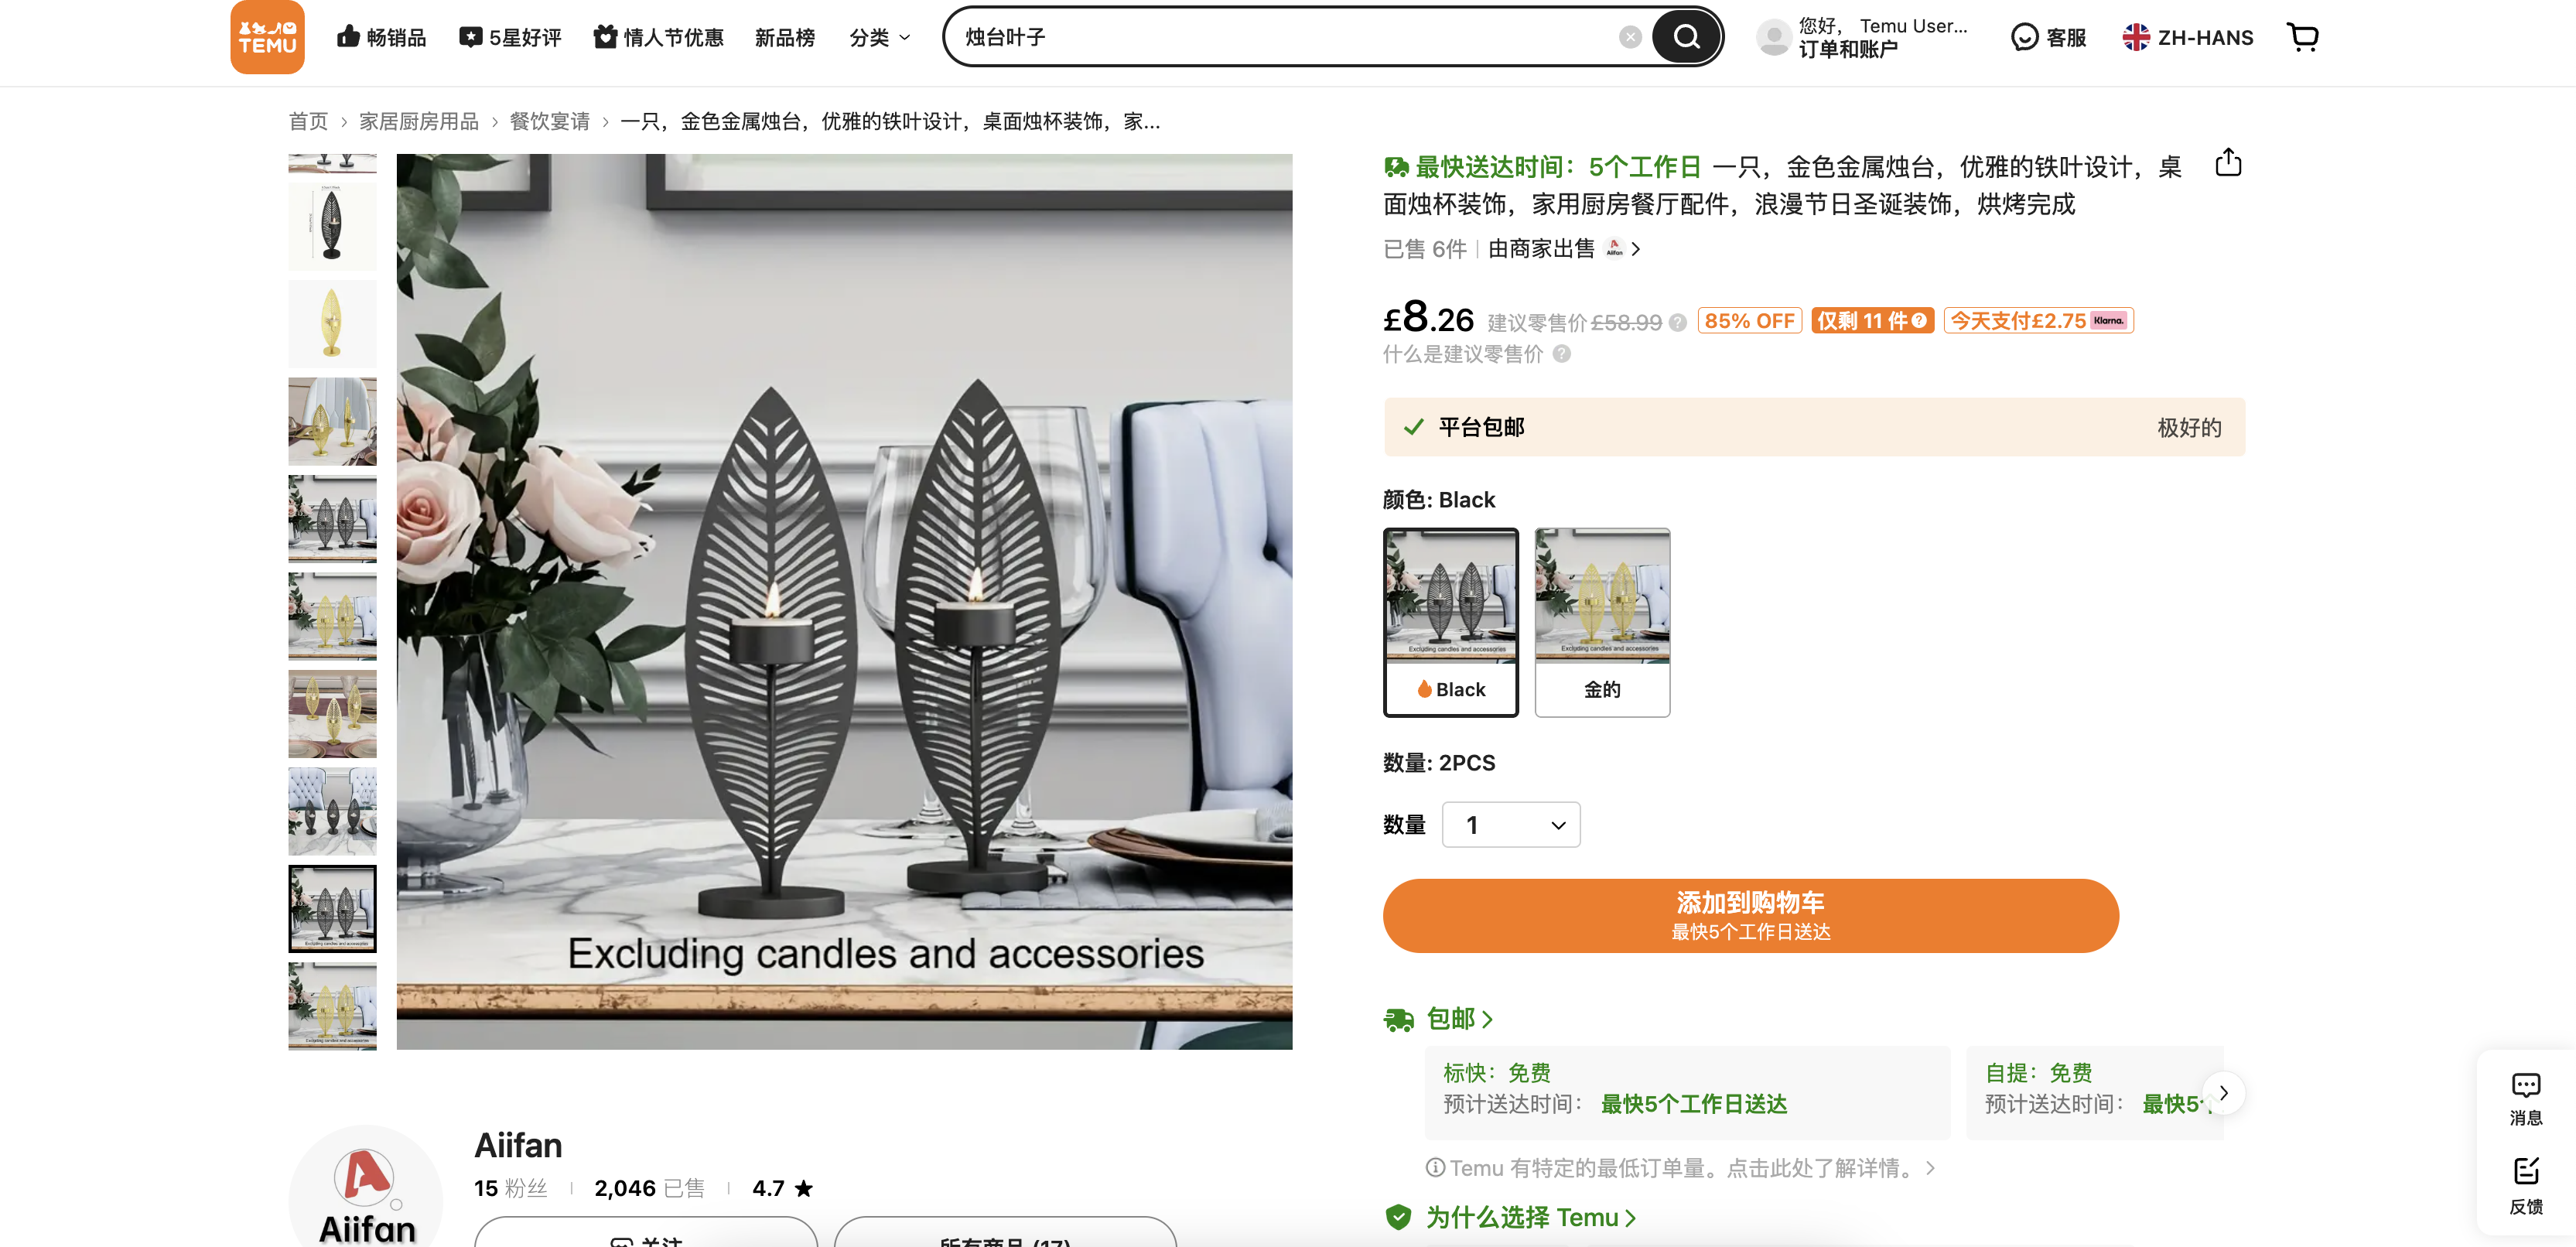 TEMU
畅销品
5星好评
情人节优惠
新品榜
分类
烛台叶子
您好， Temu User...
订单和账户
客服
ZH-HANS
首页 › 家居厨房用品 › 餐饮宴请 › 一只，金色金属烛台，优雅的铁叶设计，桌面烛杯装饰，家...
最快送达时间：5个工作日 一只，金色金属烛台，优雅的铁叶设计，桌
面烛杯装饰，家用厨房餐厅配件，浪漫节日圣诞装饰，烘烤完成
已售 6件 | 由商家出售 Aiifan
£8.26 建议零售价£58.99 85% OFF 仅剩 11 件 今天支付£2.75 Klarna.
什么是建议零售价
平台包邮
极好的
颜色: Black
Excluding candles and accessories
Excluding candles and accessories
Black
金的
数量: 2PCS
数量 1
添加到购物车
最快5个工作日送达
Excluding candles and accessories
包邮
标快：免费
预计送达时间： 最快5个工作日送达
自提：免费
预计送达时间： 最快5个
Temu 有特定的最低订单量。点击此处了解详情。
为什么选择 Temu
Aiifan
Aiifan
15 粉丝 | 2,046 已售 | 4.7 ★
关注
所有商品 (17)
消息
反馈